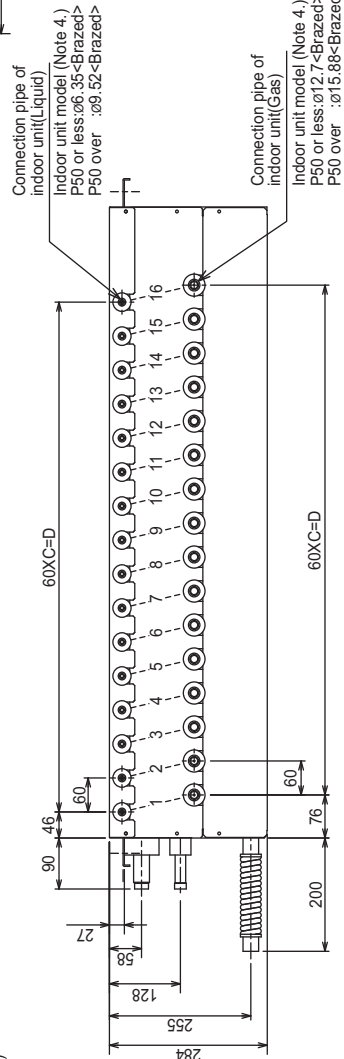 Connection pipe of
indoor unit(Liquid)
Indoor unit model (Note 4.)
P50 or less:ø6.35<Brazed>
P50 over :ø9.52<Brazed>
Connection pipe of
indoor unit(Gas)
Indoor unit model (Note 4.)
P50 or less:ø12.7<Brazed>
P50 over :ø15.88<Brazed>
60XC=D
46
60
90
27
58
128
255
284
1 2 3 4 5 6 7 8 9 10 11 12 13 14 15 16
60
76
60XC=D
200